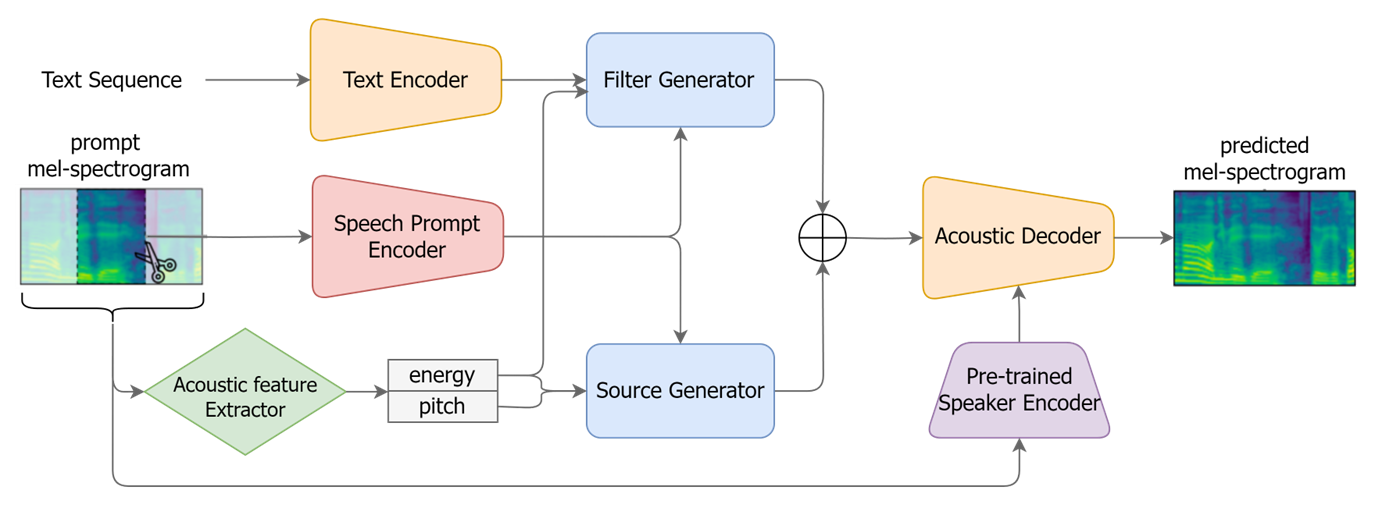 Text Sequence
Text Encoder
Filter Generator
prompt
mel-spectrogram
Speech Prompt
Encoder
Acoustic Decoder
predicted
mel-spectrogram
Acoustic feature
Extractor
energy
pitch
Source Generator
Pre-trained
Speaker Encoder